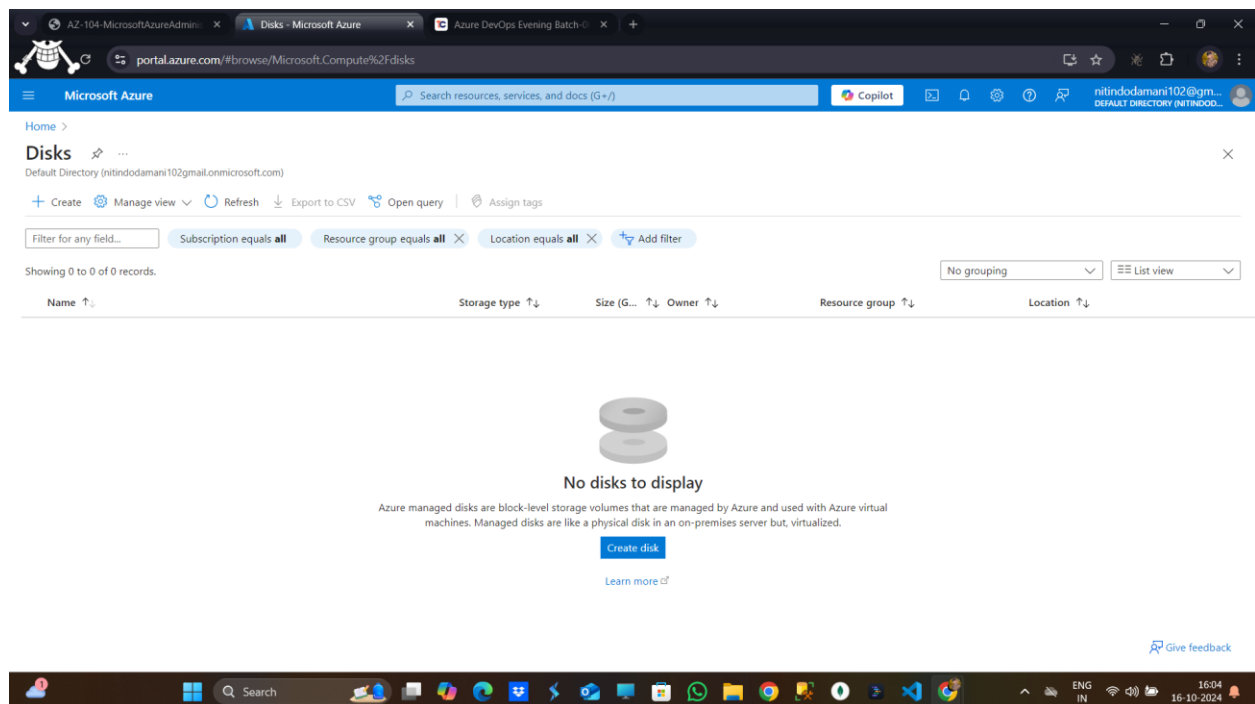 AZ-104-MicrosoftAzureAdmini
Disks - Microsoft Azure
Azure DevOps Evening Batch-0
portal.azure.com/#browse/Microsoft.Compute%2Fdisks
Microsoft Azure
Search resources, services, and docs (G+/)
Copilot
nitindodamani102@gm...
DEFAULT DIRECTORY (NITINDOD...
Home >
Disks
Default Directory (nitindodamani102gmail.onmicrosoft.com)
Create Manage view Refresh Export to CSV Open query Assign tags
Filter for any field... Subscription equals all Resource group equals all Location equals all Add filter
Showing 0 to 0 of 0 records.
No grouping List view
Name Storage type Size (G... Owner Resource group Location
No disks to display
Azure managed disks are block-level storage volumes that are managed by Azure and used with Azure virtual
machines. Managed disks are like a physical disk in an on-premises server but, virtualized.
Create disk
Learn more
Give feedback
1
Search
ENG
IN
16:04
16-10-2024